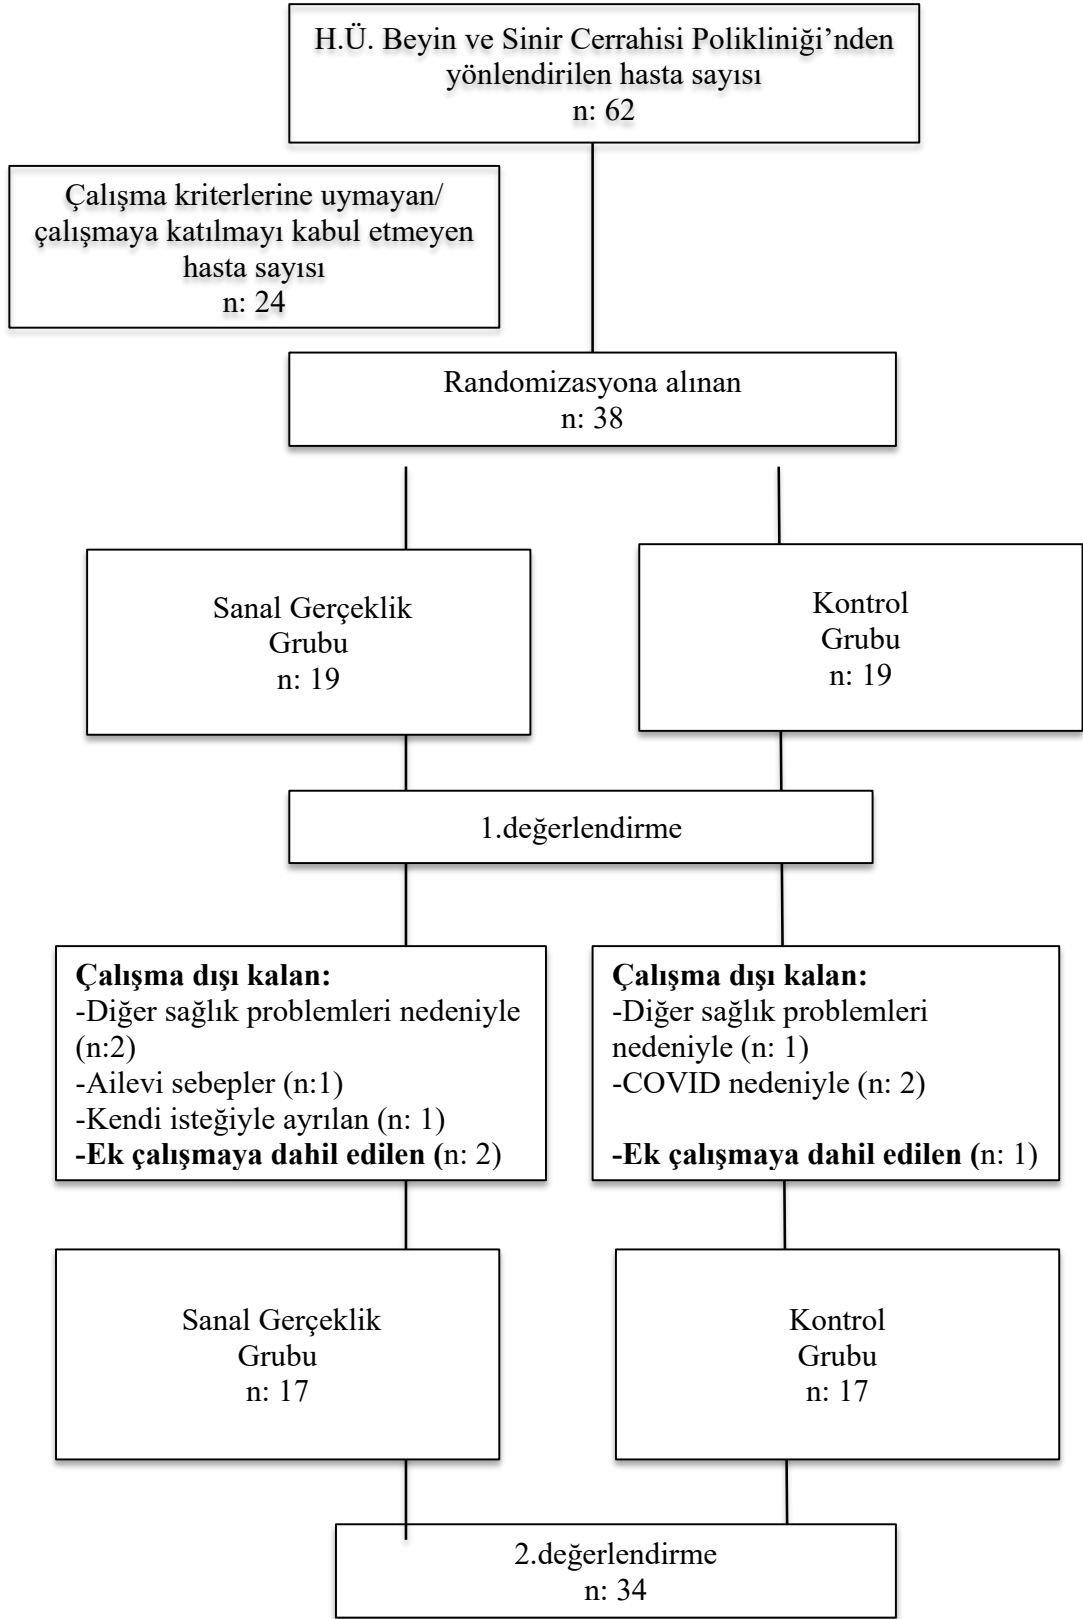 H.Ü. Beyin ve Sinir Cerrahisi Polikliniği’nden
yönlendirilen hasta sayısı
n: 62
Çalışma kriterlerine uymayan/
çalışmaya katılmayı kabul etmeyen
hasta sayısı
n: 24
Randomizasyona alınan
n: 38
Sanal Gerçeklik
Grubu
n: 19
Kontrol
Grubu
n: 19
1.değerlendirme
Çalışma dışı kalan:
-Diğer sağlık problemleri nedeniyle
(n:2)
-Ailevi sebepler (n:1)
-Kendi isteğiyle ayrılan (n: 1)
-Ek çalışmaya dahil edilen (n: 2)
Çalışma dışı kalan:
-Diğer sağlık problemleri
nedeniyle (n: 1)
-COVID nedeniyle (n: 2)
-Ek çalışmaya dahil edilen (n: 1)
Sanal Gerçeklik
Grubu
n: 17
Kontrol
Grubu
n: 17
2.değerlendirme
n: 34